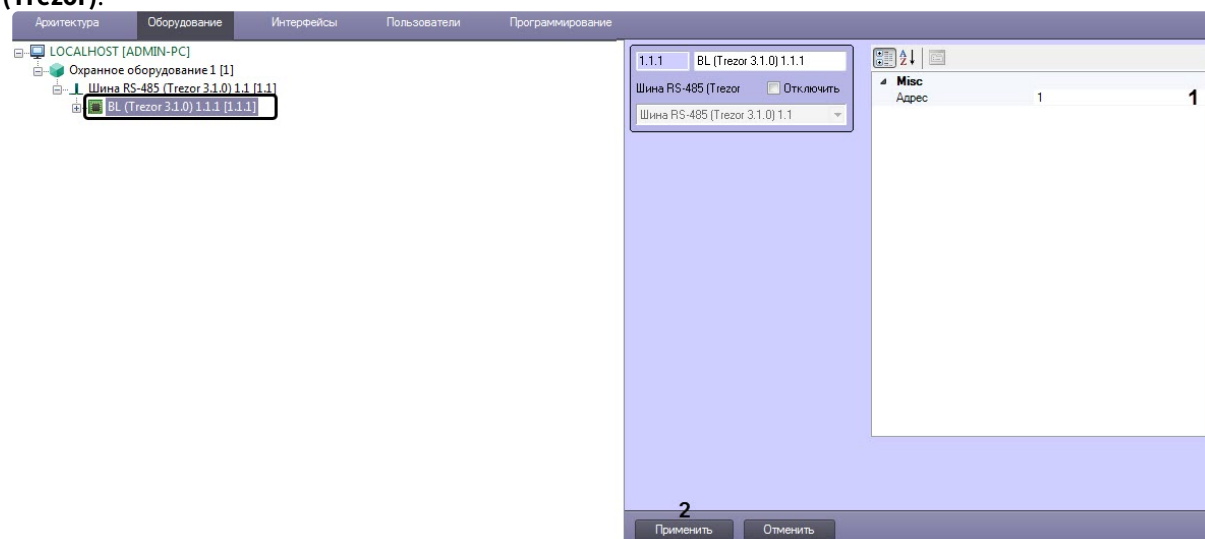 (Trezor).
Архитектура Оборудование Интерфейсы Пользователи Программирование
LOCALHOST [ADMIN-PC]
Охранное оборудование 1 [1]
Шина RS-485 (Trezor 3.1.0) 1.1 [1.1]
BL (Trezor 3.1.0) 1.1.1 [1.1.1]
1.1.1 BL (Trezor 3.1.0) 1.1.1
Шина RS-485 (Trezor Отключить
Шина RS-485 (Trezor 3.1.0) 1.1
Misc
Адрес 1 1
2
Применить Отменить